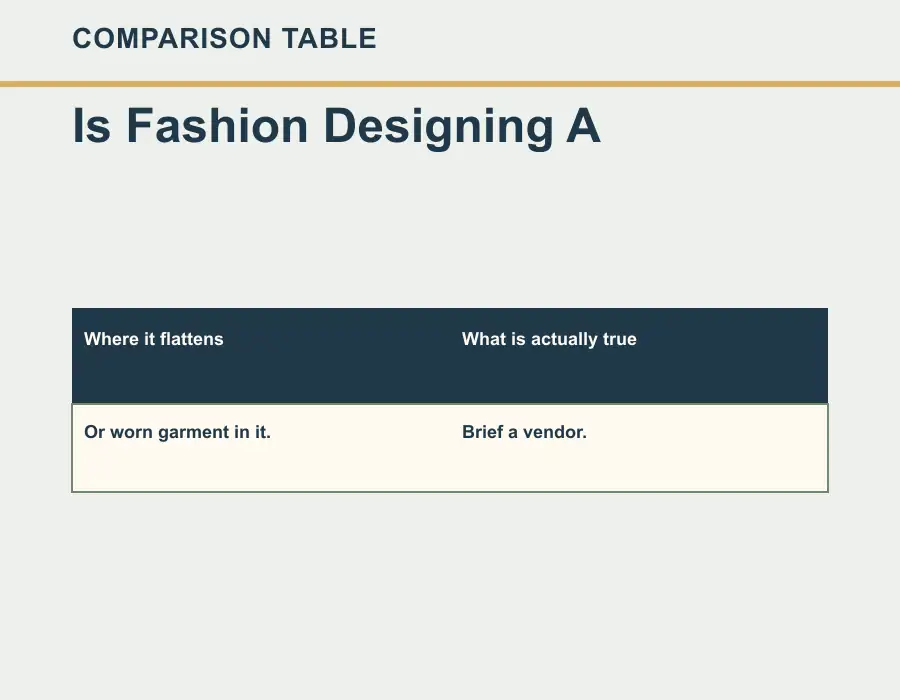 COMPARISON TABLE
Is Fashion Designing A
Where it flattens What is actually true
Or worn garment in it. Brief a vendor.